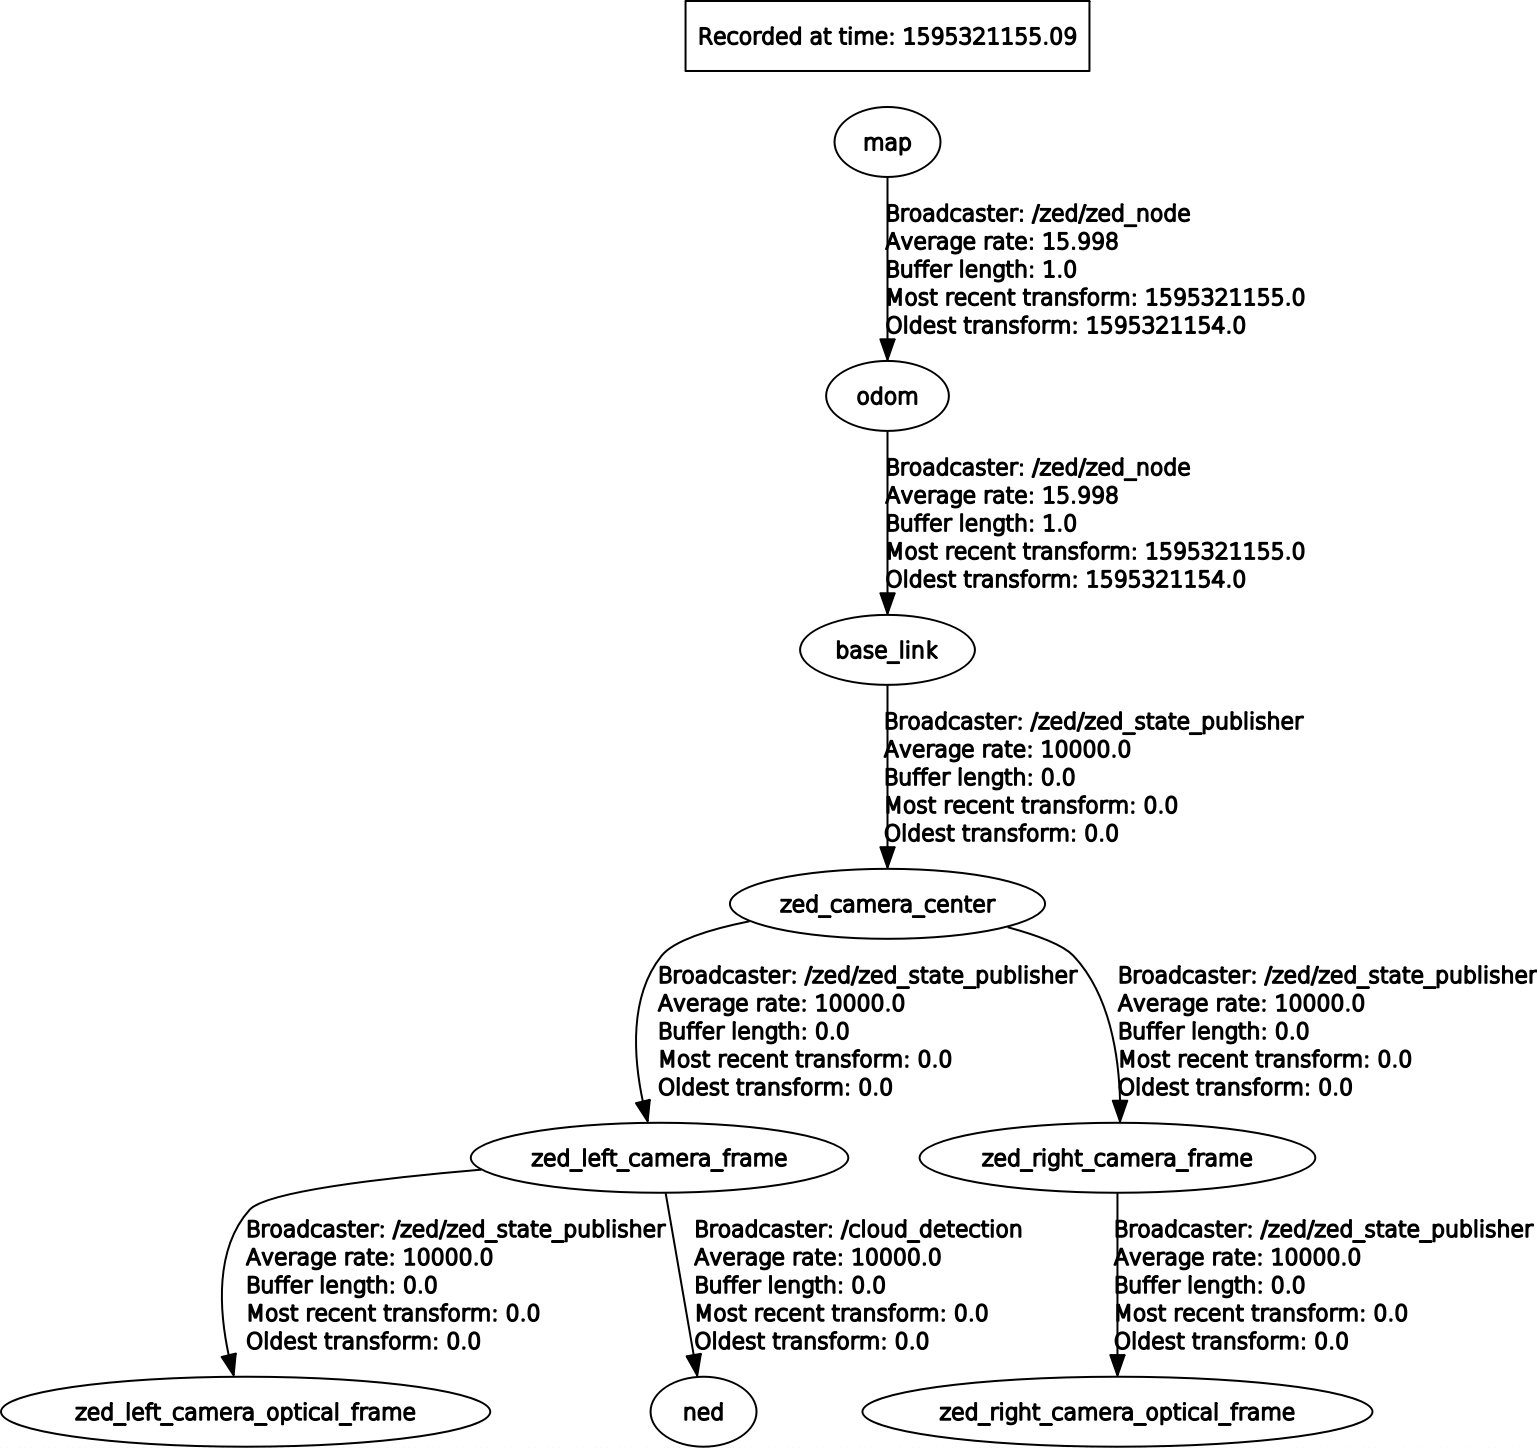 Recorded at time: 1595321155.09
map
Broadcaster: /zed/zed_node
Average rate: 15.998
Buffer length: 1.0
Most recent transform: 1595321155.0
Oldest transform: 1595321154.0
odom
Broadcaster: /zed/zed_node
Average rate: 15.998
Buffer length: 1.0
Most recent transform: 1595321155.0
Oldest transform: 1595321154.0
base_link
Broadcaster: /zed/zed_state_publisher
Average rate: 10000.0
Buffer length: 0.0
Most recent transform: 0.0
Oldest transform: 0.0
zed_camera_center
Broadcaster: /zed/zed_state_publisher
Average rate: 10000.0
Buffer length: 0.0
Most recent transform: 0.0
Oldest transform: 0.0
Broadcaster: /zed/zed_state_publisher
Average rate: 10000.0
Buffer length: 0.0
Most recent transform: 0.0
Oldest transform: 0.0
zed_left_camera_frame
zed_right_camera_frame
Broadcaster: /zed/zed_state_publisher
Average rate: 10000.0
Buffer length: 0.0
Most recent transform: 0.0
Oldest transform: 0.0
Broadcaster: /cloud_detection
Average rate: 10000.0
Buffer length: 0.0
Most recent transform: 0.0
Oldest transform: 0.0
Broadcaster: /zed/zed_state_publisher
Average rate: 10000.0
Buffer length: 0.0
Most recent transform: 0.0
Oldest transform: 0.0
zed_left_camera_optical_frame
ned
zed_right_camera_optical_frame